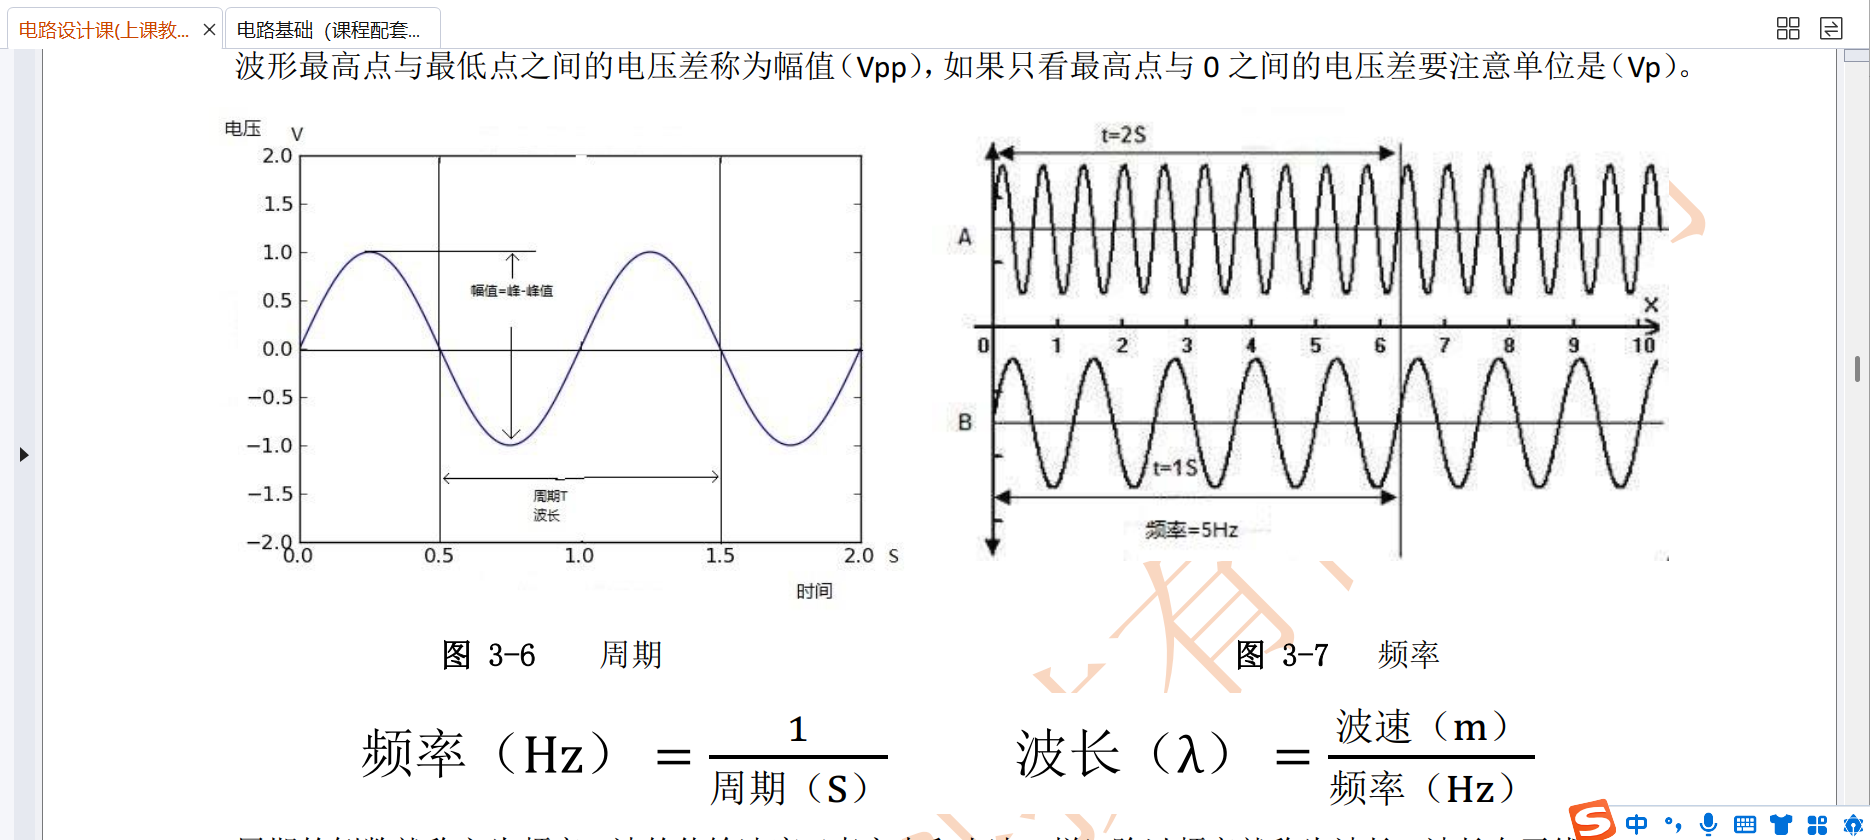 电路设计课(上课教...
电路基础（课程配套...
波形最高点与最低点之间的电压差称为幅值（Vpp），如果只看最高点与 0 之间的电压差要注意单位是（Vp）。
电压 V
2.0
1.5
1.0
0.5
0.0
−0.5
−1.0
−1.5
−2.0
幅值=峰-峰值
周期T
波长
0.0 0.5 1.0 1.5 2.0 S
时间
t=2S
A
X
0 1 2 3 4 5 6 7 8 9 10
B
t=1S
频率=5Hz
图 3-6 周期
图 3-7 频率
频率（Hz）= 1 / 周期（S）
波长（λ）= 波速（m） / 频率（Hz）
有
中